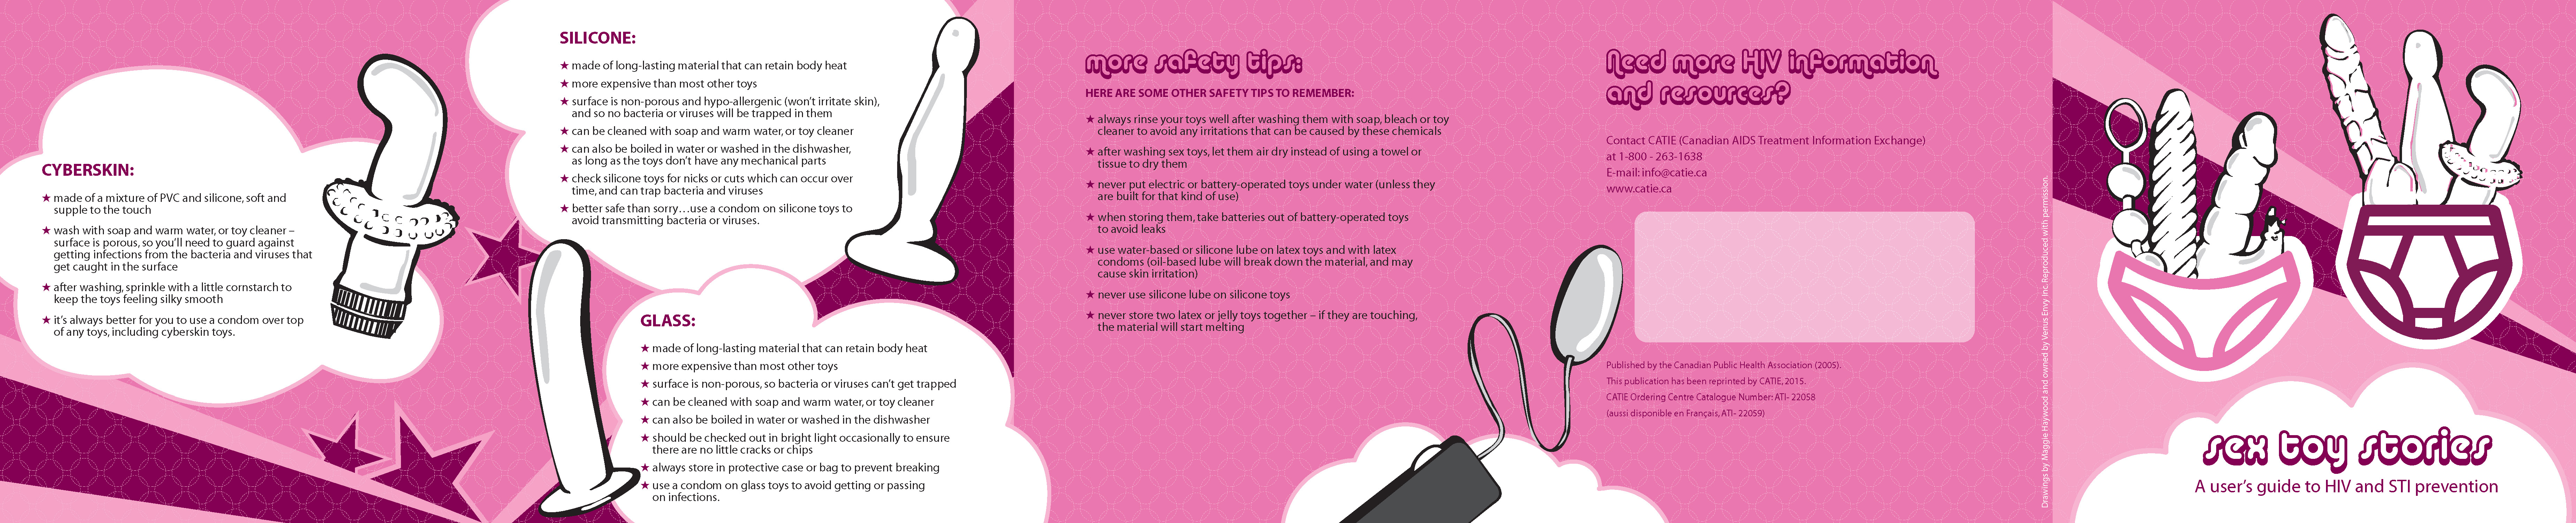 CYBERSKIN:
★ made of a mixture of PVC and silicone, soft and
supple to the touch
★ wash with soap and warm water, or toy cleaner –
surface is porous, so you'll need to guard against
getting infections from the bacteria and viruses that
get caught in the surface
★ after washing, sprinkle with a little cornstarch to
keep the toys feeling silky smooth
★ it's always better for you to use a condom over top
of any toys, including cyberskin toys.
SILICONE:
★ made of long-lasting material that can retain body heat
★ more expensive than most other toys
★ surface is non-porous and hypo-allergenic (won't irritate skin),
and so no bacteria or viruses will be trapped in them
★ can be cleaned with soap and warm water, or toy cleaner
★ can also be boiled in water or washed in the dishwasher,
as long as the toys don't have any mechanical parts
★ check silicone toys for nicks or cuts which can occur over
time, and can trap bacteria and viruses
★ better safe than sorry…use a condom on silicone toys to
avoid transmitting bacteria or viruses.
GLASS:
★ made of long-lasting material that can retain body heat
★ more expensive than most other toys
★ surface is non-porous, so bacteria or viruses can't get trapped
★ can be cleaned with soap and warm water, or toy cleaner
★ can also be boiled in water or washed in the dishwasher
★ should be checked out in bright light occasionally to ensure
there are no little cracks or chips
★ always store in protective case or bag to prevent breaking
★ use a condom on glass toys to avoid getting or passing
on infections.
more safety tips:
HERE ARE SOME OTHER SAFETY TIPS TO REMEMBER:
★ always rinse your toys well after washing them with soap, bleach or toy
cleaner to avoid any irritations that can be caused by these chemicals
★ after washing sex toys, let them air dry instead of using a towel or
tissue to dry them
★ never put electric or battery-operated toys under water (unless they
are built for that kind of use)
★ when storing them, take batteries out of battery-operated toys
to avoid leaks
★ use water-based or silicone lube on latex toys and with latex
condoms (oil-based lube will break down the material, and may
cause skin irritation)
★ never use silicone lube on silicone toys
★ never store two latex or jelly toys together – if they are touching,
the material will start melting
Need more HIV information
and resources?
Contact CATIE (Canadian AIDS Treatment Information Exchange)
at 1-800 - 263-1638
E-mail: info@catie.ca
www.catie.ca
Published by the Canadian Public Health Association (2005).
This publication has been reprinted by CATIE, 2015.
CATIE Ordering Centre Catalogue Number: ATI- 22058
(aussi disponible en Français, ATI- 22059)
Drawings by Maggie Haywood and owned by Venus Envy Inc. Reproduced with permission.
sex toy stories
A user's guide to HIV and STI prevention